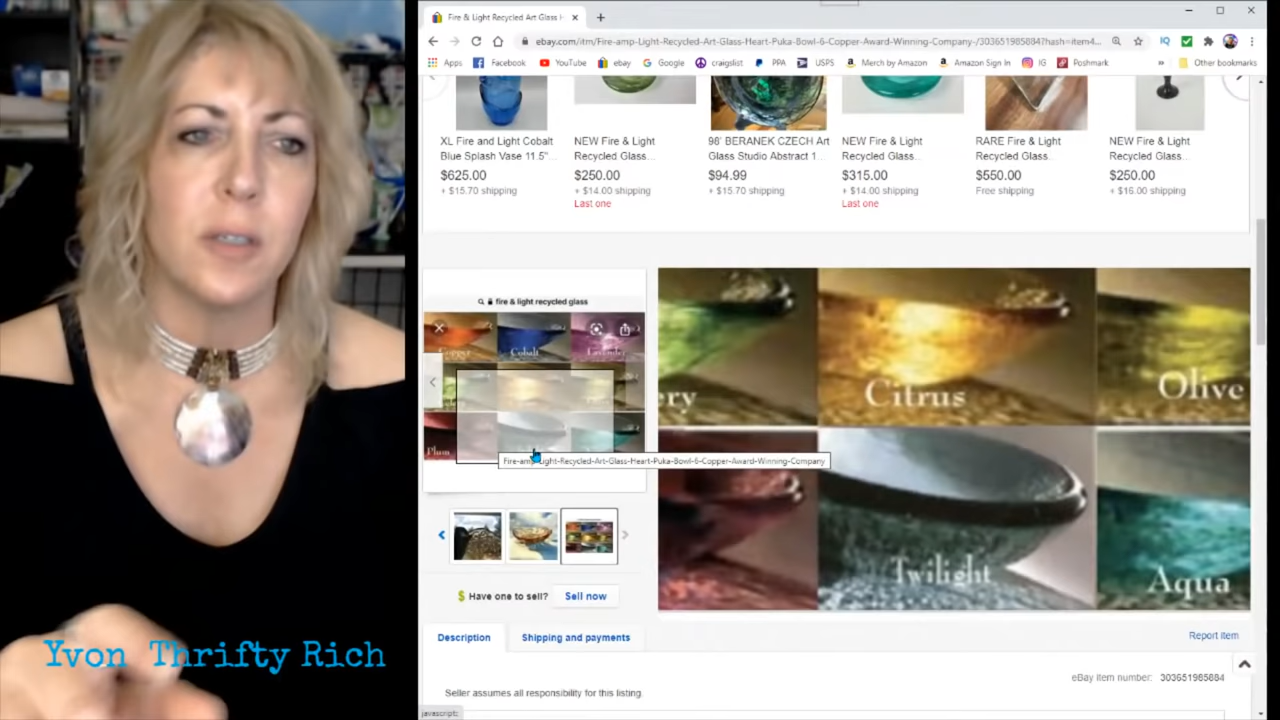 Fire & Light Recycled Art Glass H
ebay.com/itm/Fire-amp-Light-Recycled-Art-Glass-Heart-Puka-Bowl-6-Copper-Award-Winning-Company-/303651985884?hash=item4...
Apps Facebook YouTube ebay Google craigslist PPA USPS Merch by Amazon Amazon Sign In IG Poshmark » Other bookmarks
XL Fire and Light Cobalt
Blue Splash Vase 11.5"...
$625.00
+ $15.70 shipping
NEW Fire & Light
Recycled Glass...
$250.00
+ $14.00 shipping
Last one
98' BERANEK CZECH Art
Glass Studio Abstract 1...
$94.99
+ $15.70 shipping
NEW Fire & Light
Recycled Glass...
$315.00
+ $14.00 shipping
Last one
RARE Fire & Light
Recycled Glass...
$550.00
Free shipping
NEW Fire & Light
Recycled Glass...
$250.00
+ $16.00 shipping
fire & light recycled glass
Copper Cobalt Lavender
Plum
ery Citrus Olive
Twilight Aqua
Fire-amp-Light-Recycled-Art-Glass-Heart-Puka-Bowl-6-Copper-Award-Winning-Company
$ Have one to sell? Sell now
Description Shipping and payments
Report item
eBay item number: 303651985884
Seller assumes all responsibility for this listing.
javascript:
Yvon Thrifty Rich